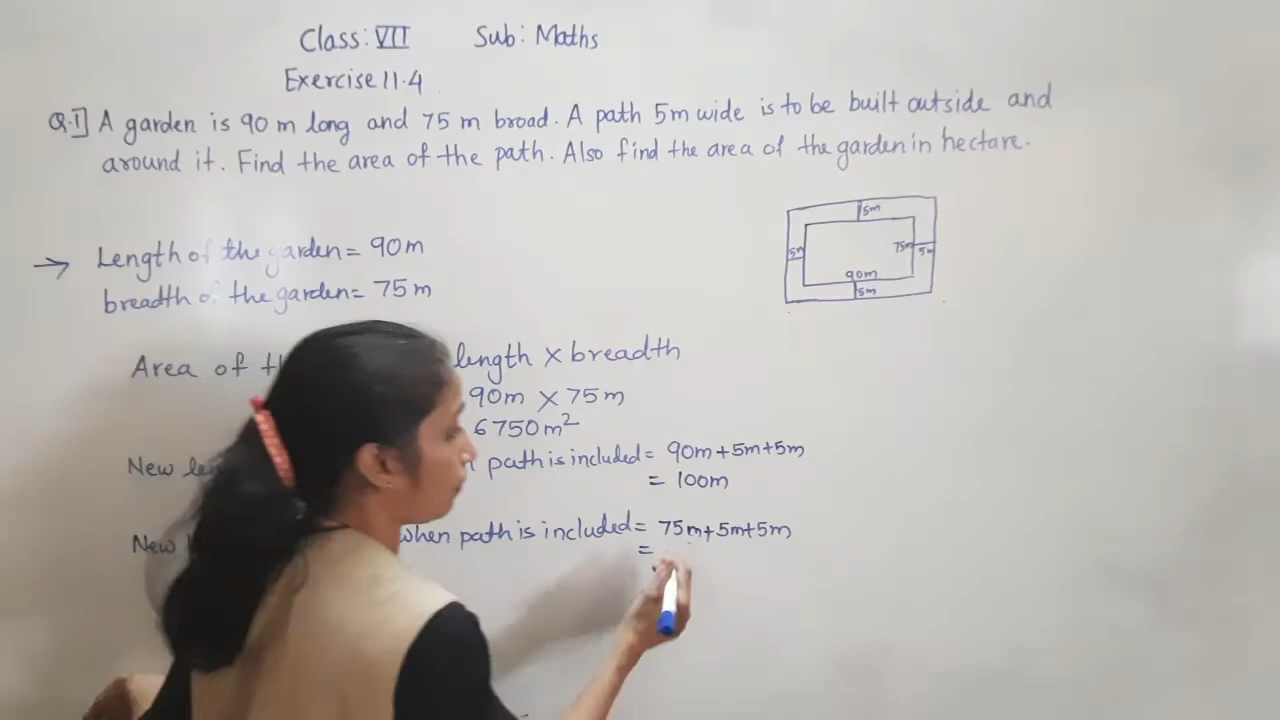 Class: VII Sub: Maths
Exercise 11.4
Q.1] A garden is 90 m long and 75 m broad. A path 5m wide is to be built outside and
around it. Find the area of the path. Also find the area of the garden in hectare.
5m
5m
75m
5m
90m
5m
→ Length of the garden = 90m
breadth of the garden = 75 m
Area of length × breadth
90m × 75m
6750m²
New path is included = 90m+5m+5m
= 100m
New when path is included = 75m+5m+5m
=